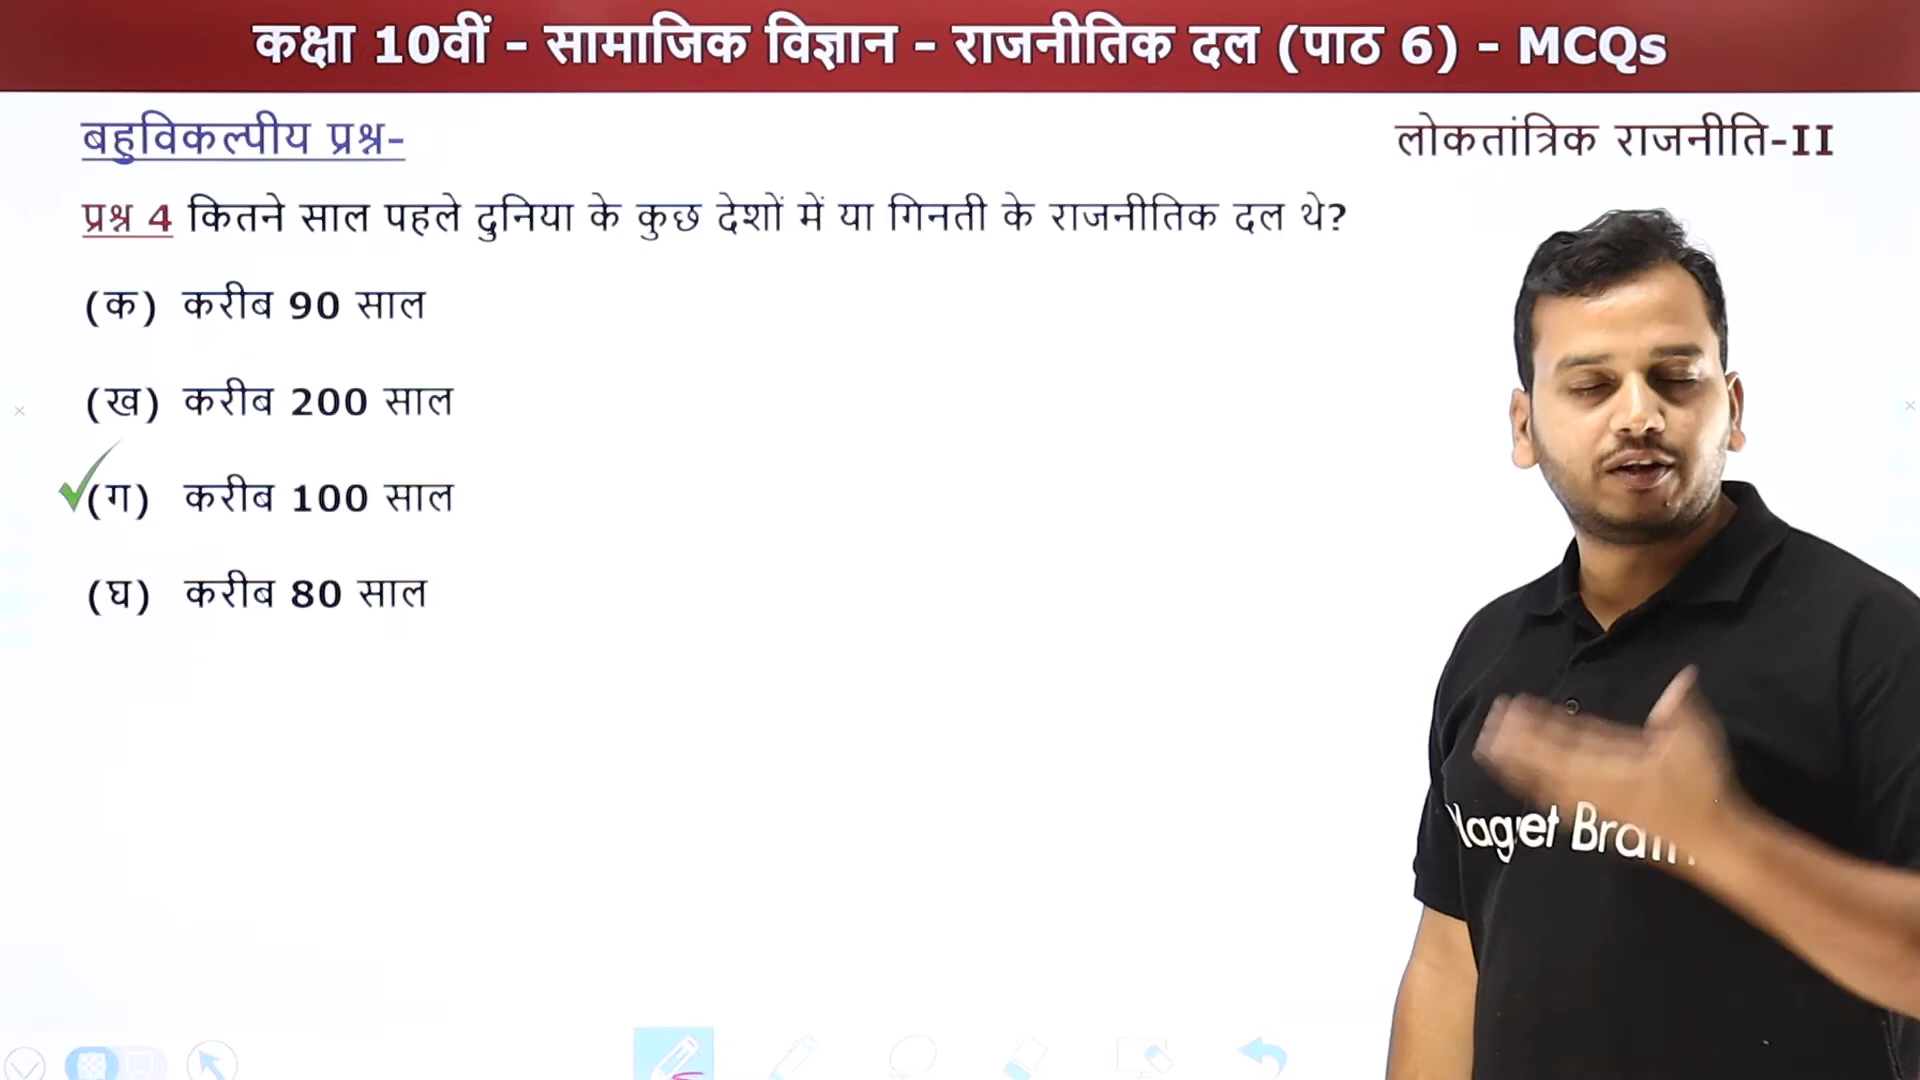 कक्षा 10वीं - सामाजिक विज्ञान - राजनीतिक दल (पाठ 6) - MCQs
बहुविकल्पीय प्रश्न-
लोकतांत्रिक राजनीति-II
प्रश्न 4 कितने साल पहले दुनिया के कुछ देशों में या गिनती के राजनीतिक दल थे?
(क) करीब 90 साल
(ख) करीब 200 साल
(ग) करीब 100 साल
(घ) करीब 80 साल